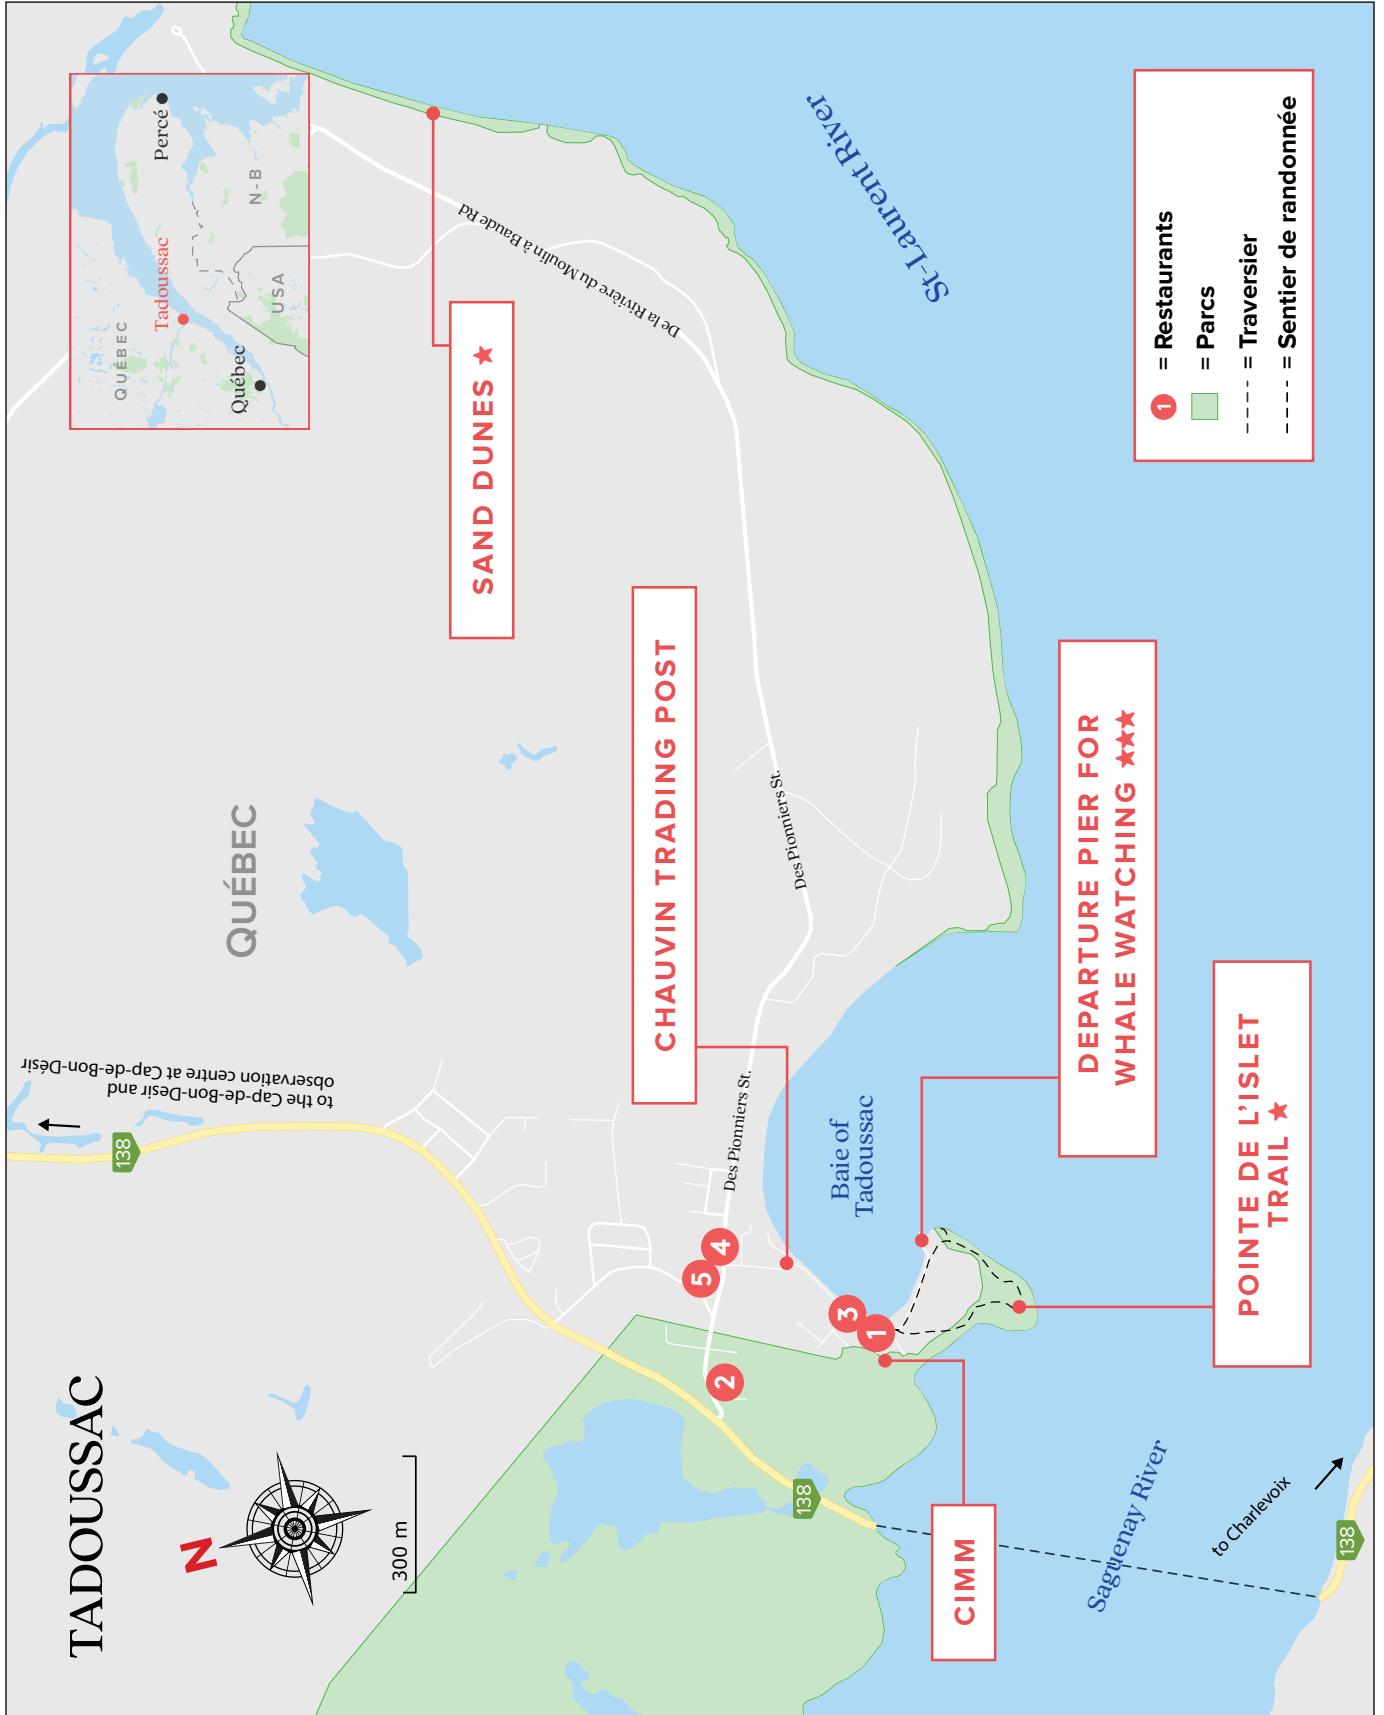 TADOUSSAC
N
300 m
to the Cap-de-Bon-Desir and
observation centre at Cap-de-Bon-Désir
138
QUÉBEC
QUÉBEC
Tadoussac
Percé
Québec
N-B
USA
SAND DUNES ★
De la Rivière du Moulin à Baude Rd
CHAUVIN TRADING POST
Des Pionniers St.
Des Pionniers St.
5
4
2
3
1
138
Baie of
Tadoussac
St-Laurent River
DEPARTURE PIER FOR
WHALE WATCHING ★★★
POINTE DE L'ISLET
TRAIL ★
CIMM
Saguenay River
to Charlevoix
138
1 = Restaurants
= Parcs
= Traversier
= Sentier de randonnée